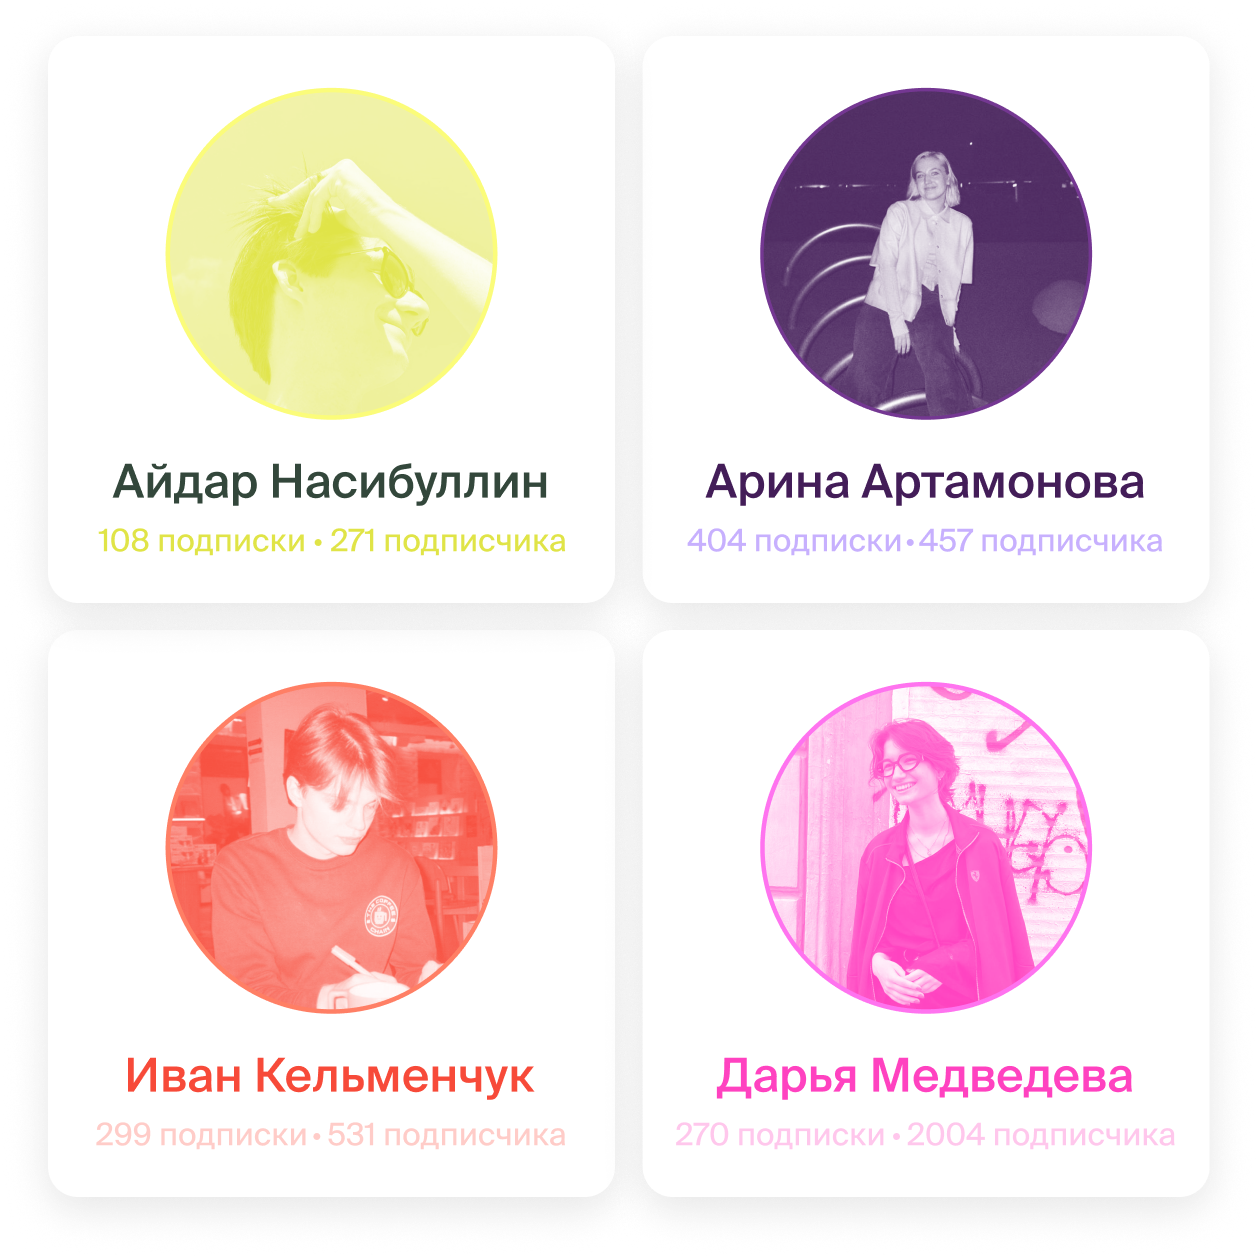 Айдар Насибуллин
108 подписки • 271 подписчика
Арина Артамонова
404 подписки • 457 подписчика
Иван Кельменчук
299 подписки • 531 подписчика
Дарья Медведева
270 подписки • 2004 подписчика